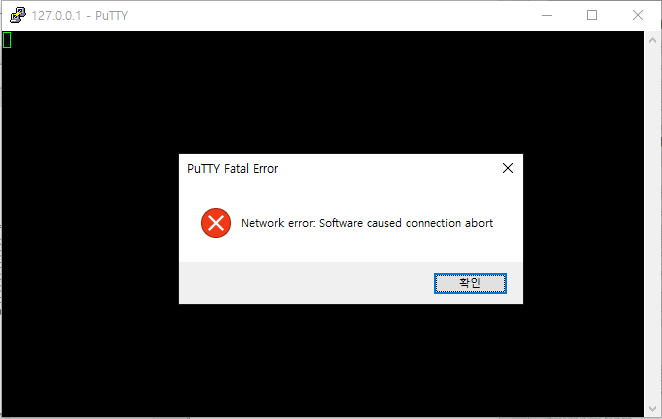 127.0.0.1 - PuTTY
PuTTY Fatal Error
Network error: Software caused connection abort
확인